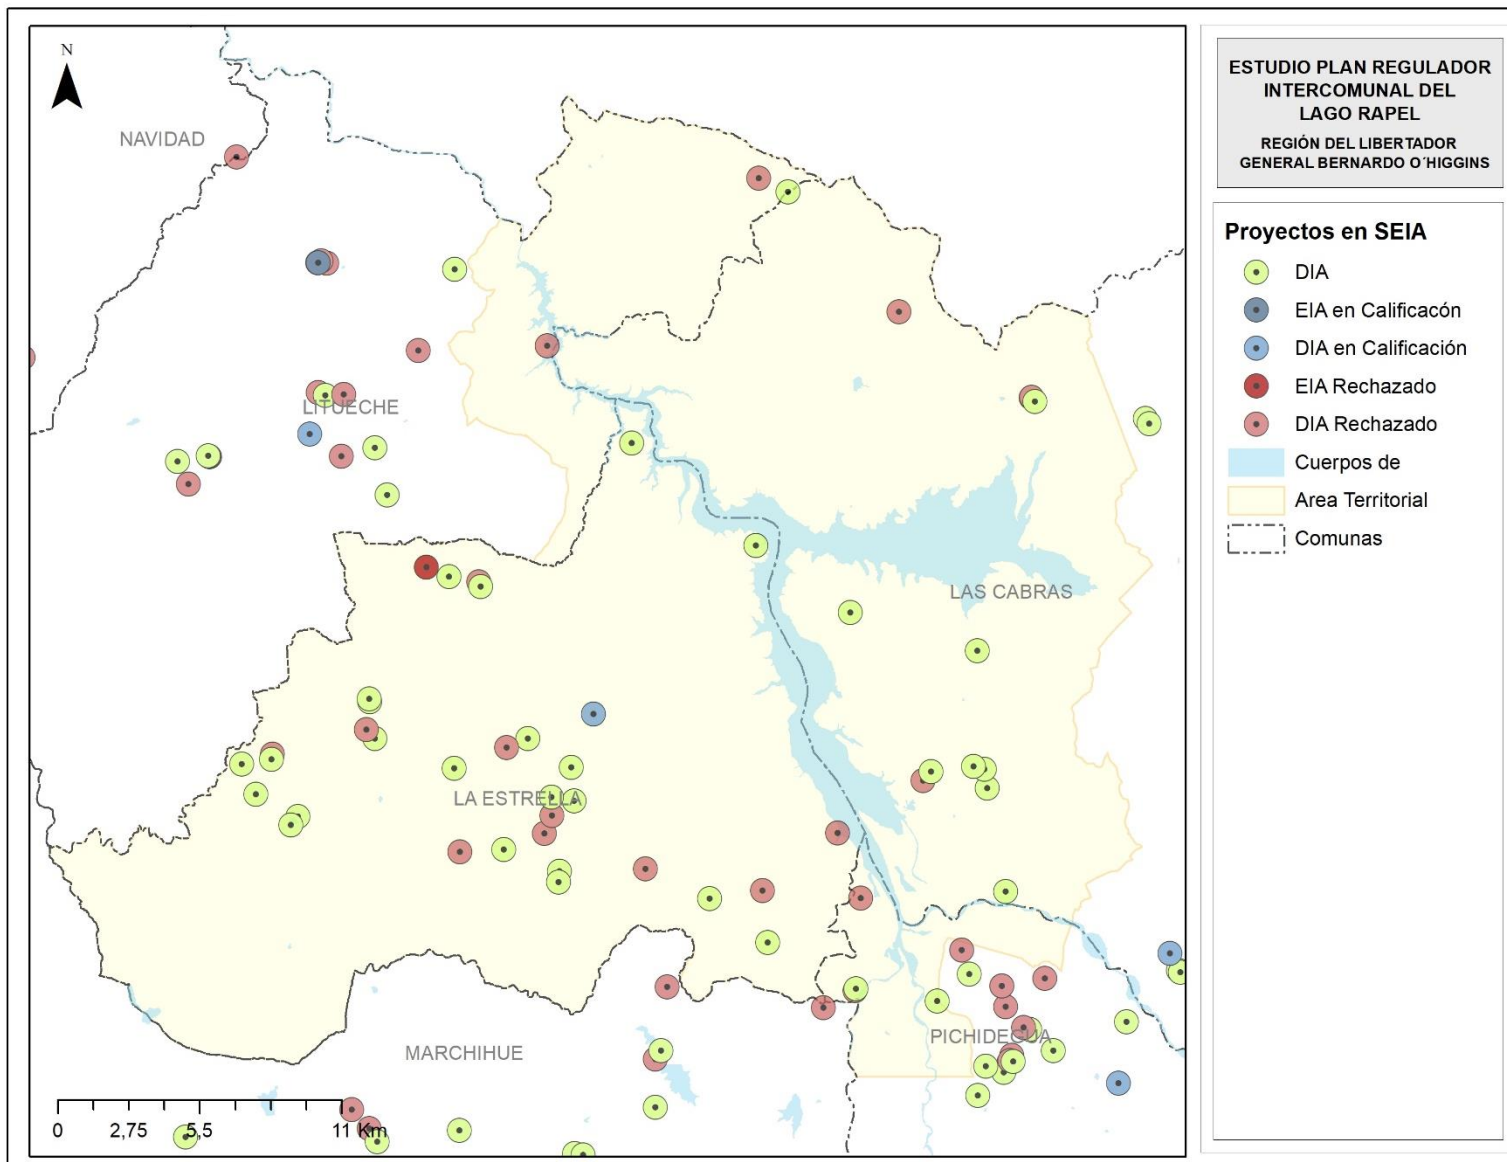 N
NAVIDAD
LITUECHE
LAS CABRAS
LA ESTRELLA
PICHIDEGUA
MARCHIHUE
0 2,75 5,5 11 Km
ESTUDIO PLAN REGULADOR
INTERCOMUNAL DEL
LAGO RAPEL
REGIÓN DEL LIBERTADOR
GENERAL BERNARDO O´HIGGINS
Proyectos en SEIA
DIA
EIA en Calificacón
DIA en Calificación
EIA Rechazado
DIA Rechazado
Cuerpos de
Area Territorial
Comunas